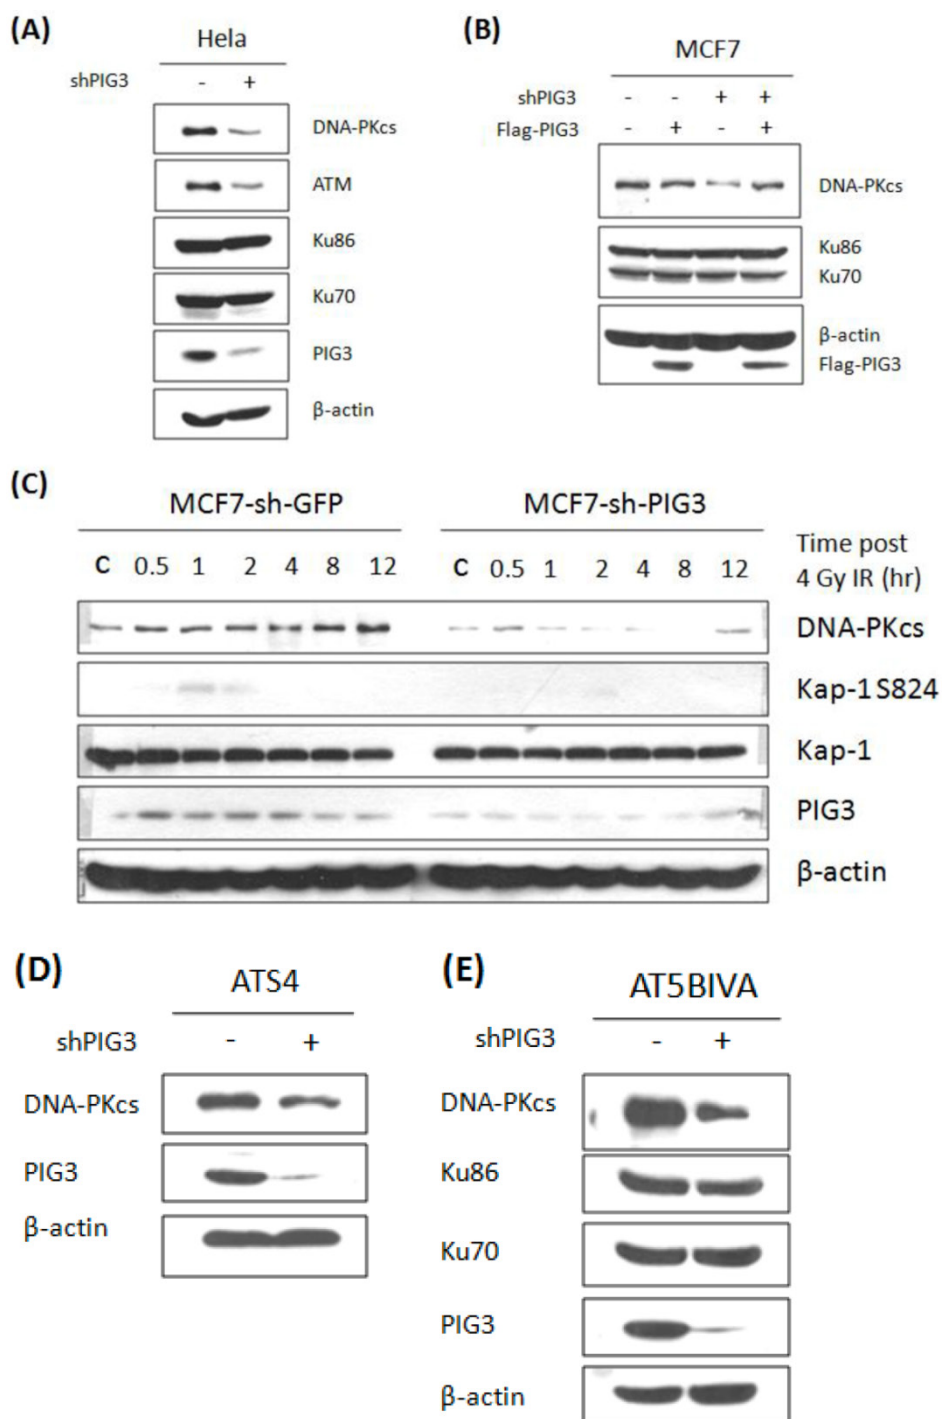 (A)
Hela
shPIG3 - +
DNA-PKcs
ATM
Ku86
Ku70
PIG3
β-actin
(B)
MCF7
shPIG3 - - + +
Flag-PIG3 - + - +
DNA-PKcs
Ku86
Ku70
β-actin
Flag-PIG3
(C)
MCF7-sh-GFP MCF7-sh-PIG3
C 0.5 1 2 4 8 12 C 0.5 1 2 4 8 12
Time post
4 Gy IR (hr)
DNA-PKcs
Kap-1 S824
Kap-1
PIG3
β-actin
(D)
ATS4
shPIG3 - +
DNA-PKcs
PIG3
β-actin
(E)
AT5BIVA
shPIG3 - +
DNA-PKcs
Ku86
Ku70
PIG3
β-actin